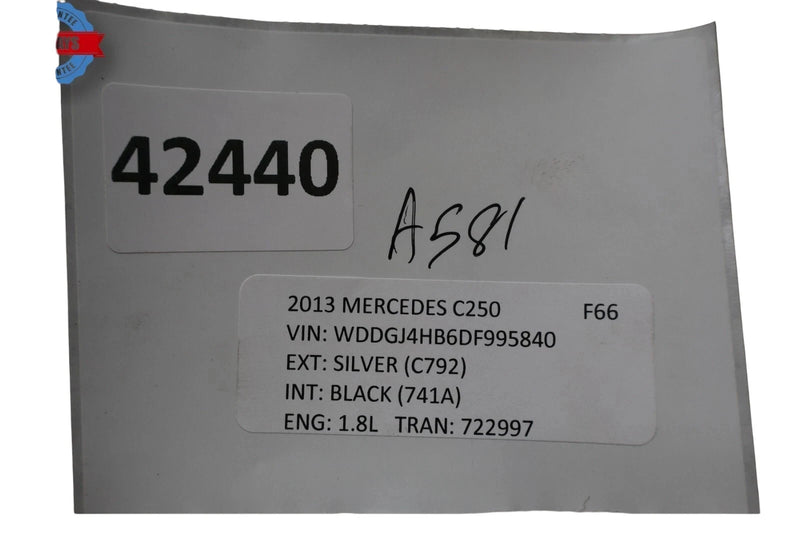 42440
A581
2013 MERCEDES C250 F66
VIN: WDDGJ4HB6DF995840
EXT: SILVER (C792)
INT: BLACK (741A)
ENG: 1.8L TRAN: 722997